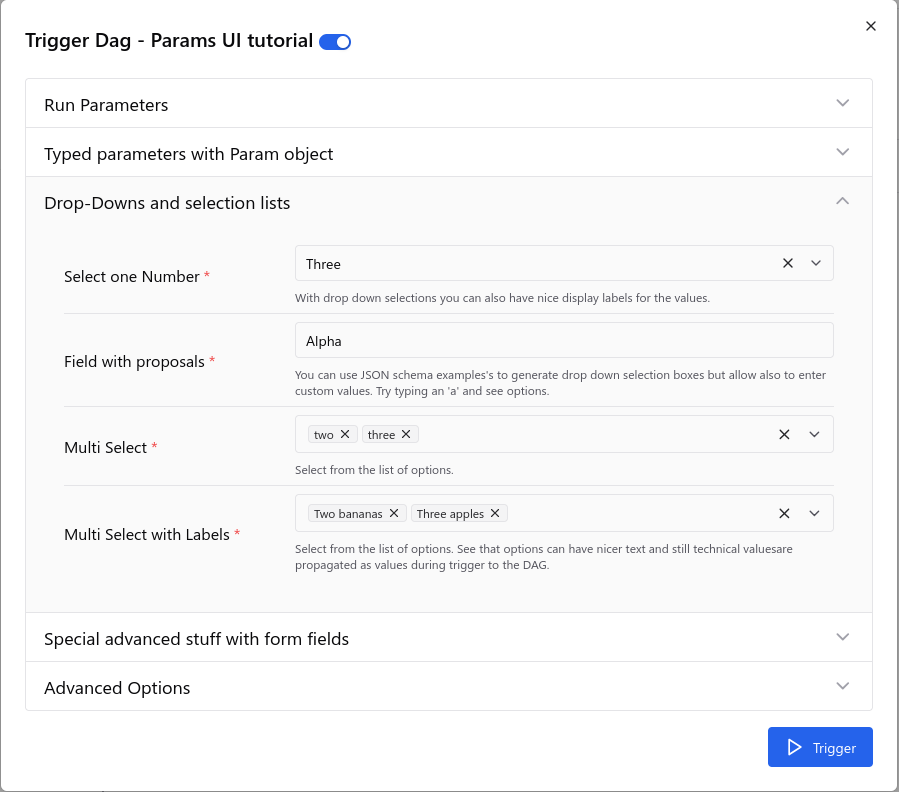 Trigger Dag - Params UI tutorial
Run Parameters
Typed parameters with Param object
Drop-Downs and selection lists
Select one Number *
Three
With drop down selections you can also have nice display labels for the values.
Field with proposals *
Alpha
You can use JSON schema examples's to generate drop down selection boxes but allow also to enter
custom values. Try typing an 'a' and see options.
Multi Select *
two three
Select from the list of options.
Multi Select with Labels *
Two bananas Three apples
Select from the list of options. See that options can have nicer text and still technical valuesare
propagated as values during trigger to the DAG.
Special advanced stuff with form fields
Advanced Options
Trigger